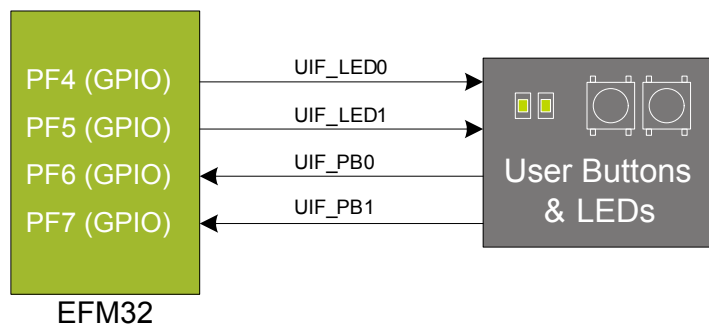 PF4 (GPIO)
UIF_LED0
PF5 (GPIO)
UIF_LED1
PF6 (GPIO)
UIF_PB0
PF7 (GPIO)
UIF_PB1
User Buttons
& LEDs
EFM32